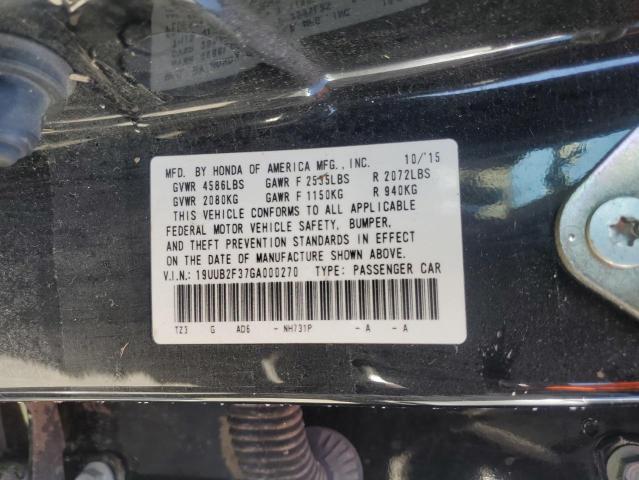 MFD. BY HONDA OF AMERICA MFG., INC. 10/'15
GVWR 4586LBS GAWR F 2535LBS R 2072LBS
GVWR 2080KG GAWR F 1150KG R 940KG
THIS VEHICLE CONFORMS TO ALL APPLICABLE
FEDERAL MOTOR VEHICLE SAFETY, BUMPER,
AND THEFT PREVENTION STANDARDS IN EFFECT
ON THE DATE OF MANUFACTURE SHOWN ABOVE.
V.I.N.: 19UUB2F37GA000270 TYPE: PASSENGER CAR
TZ3 G AD6 - NH731P - A - A